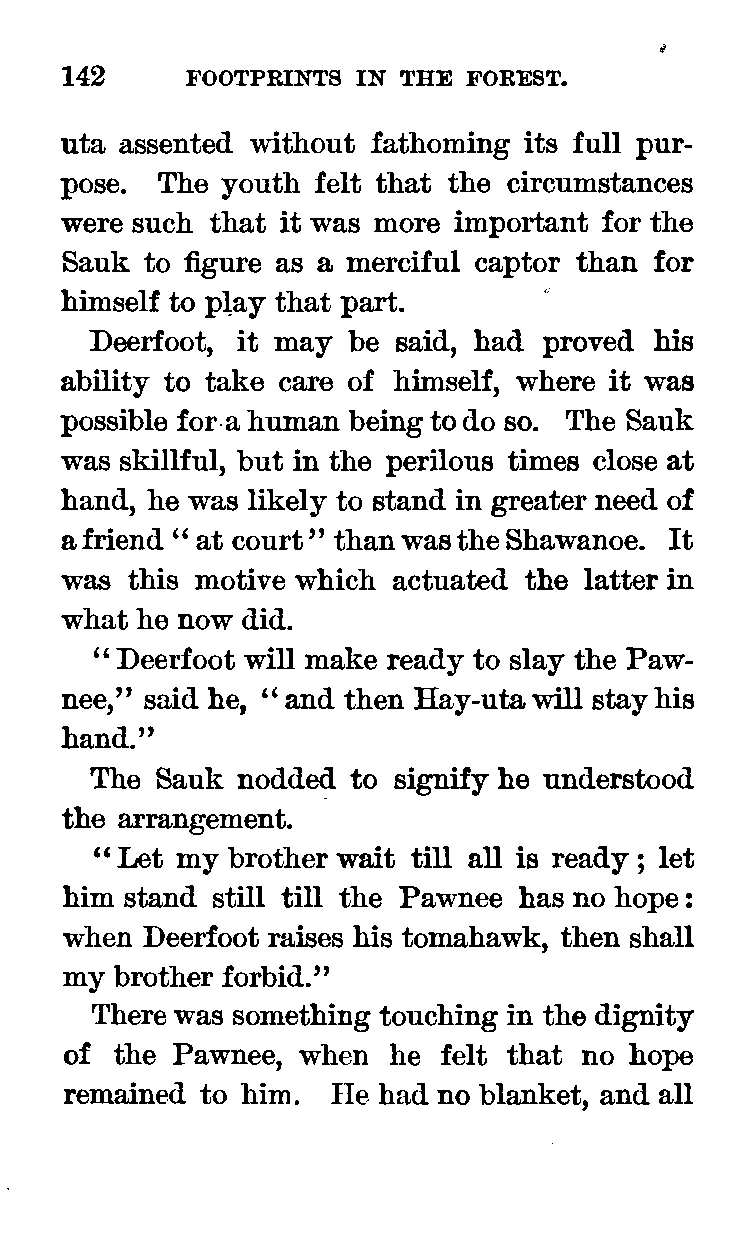 142 FOOTPRINTS IN THE FOREST.
uta assented without fathoming its full pur-
pose. The youth felt that the circumstances
were such that it was more important for the
Sauk to figure as a merciful captor than for
himself to play that part.
Deerfoot, it may be said, had proved his
ability to take care of himself, where it was
possible for a human being to do so. The Sauk
was skillful, but in the perilous times close at
hand, he was likely to stand in greater need of
a friend "at court" than was the Shawanoe. It
was this motive which actuated the latter in
what he now did.
"Deerfoot will make ready to slay the Paw-
nee," said he, "and then Hay-uta will stay his
hand."
The Sauk nodded to signify he understood
the arrangement.
"Let my brother wait till all is ready; let
him stand still till the Pawnee has no hope:
when Deerfoot raises his tomahawk, then shall
my brother forbid."
There was something touching in the dignity
of the Pawnee, when he felt that no hope
remained to him. He had no blanket, and all